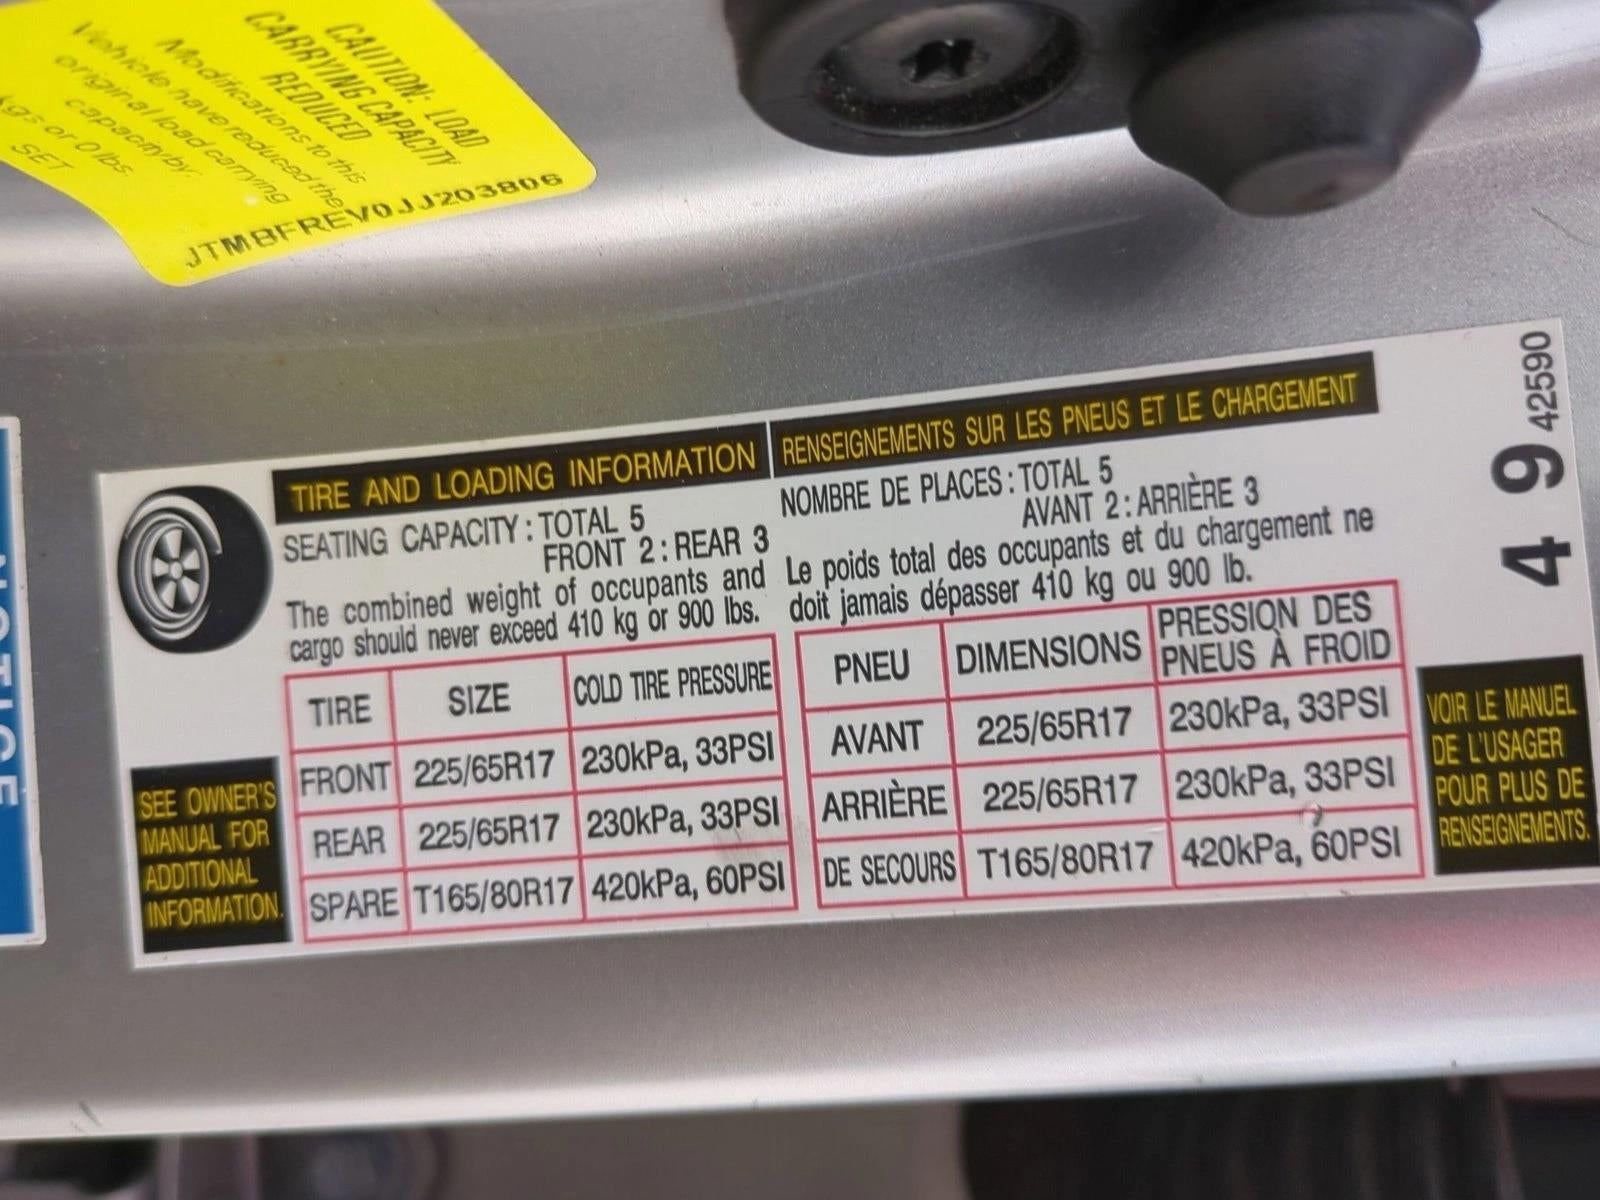 CAUTION: LOAD
CARRYING CAPACITY
REDUCED
Modifications to this
Vehicle have reduced the
original load carrying
capacity by:
kgs or 0 lbs.
SET
JTMBFREV0JJ203806
NOTICE
TIRE AND LOADING INFORMATION
SEATING CAPACITY : TOTAL 5
FRONT 2 : REAR 3
The combined weight of occupants and
cargo should never exceed 410 kg or 900 lbs.
TIRE SIZE COLD TIRE PRESSURE
FRONT 225/65R17 230kPa, 33PSI
REAR 225/65R17 230kPa, 33PSI
SPARE T165/80R17 420kPa, 60PSI
SEE OWNER'S
MANUAL FOR
ADDITIONAL
INFORMATION.
RENSEIGNEMENTS SUR LES PNEUS ET LE CHARGEMENT
NOMBRE DE PLACES : TOTAL 5
AVANT 2 : ARRIÈRE 3
Le poids total des occupants et du chargement ne
doit jamais dépasser 410 kg ou 900 lb.
PNEU DIMENSIONS PRESSION DES
PNEUS À FROID
AVANT 225/65R17 230kPa, 33PSI
ARRIÈRE 225/65R17 230kPa, 33PSI
DE SECOURS T165/80R17 420kPa, 60PSI
VOIR LE MANUEL
DE L'USAGER
POUR PLUS DE
RENSEIGNEMENTS.
4 9 42590